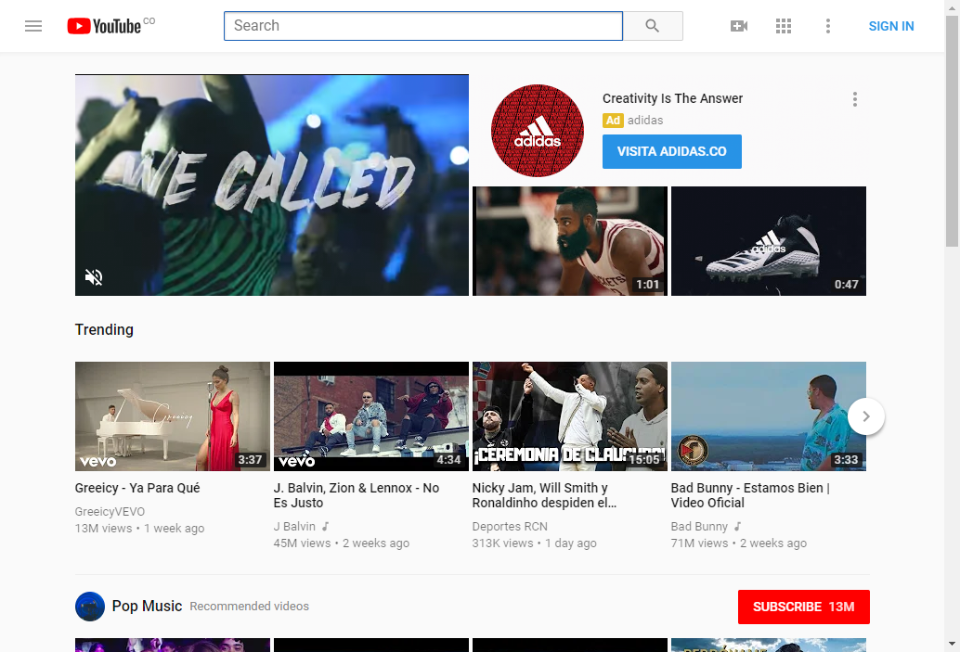 YouTube CO
Search
SIGN IN
WE CALLED
adidas
Creativity Is The Answer
Ad adidas
VISITA ADIDAS.CO
1:01
adidas
0:47
Trending
Greeicy
vevo
3:37
vevo
4:34
¡CEREMONIA DE CLAUSURA!
15:05
3:33
Greeicy - Ya Para Qué
GreeicyVEVO
13M views • 1 week ago
J. Balvin, Zion & Lennox - No
Es Justo
J Balvin
45M views • 2 weeks ago
Nicky Jam, Will Smith y
Ronaldinho despiden el...
Deportes RCN
313K views • 1 day ago
Bad Bunny - Estamos Bien |
Video Oficial
Bad Bunny
71M views • 2 weeks ago
Pop Music Recommended videos
SUBSCRIBE 13M